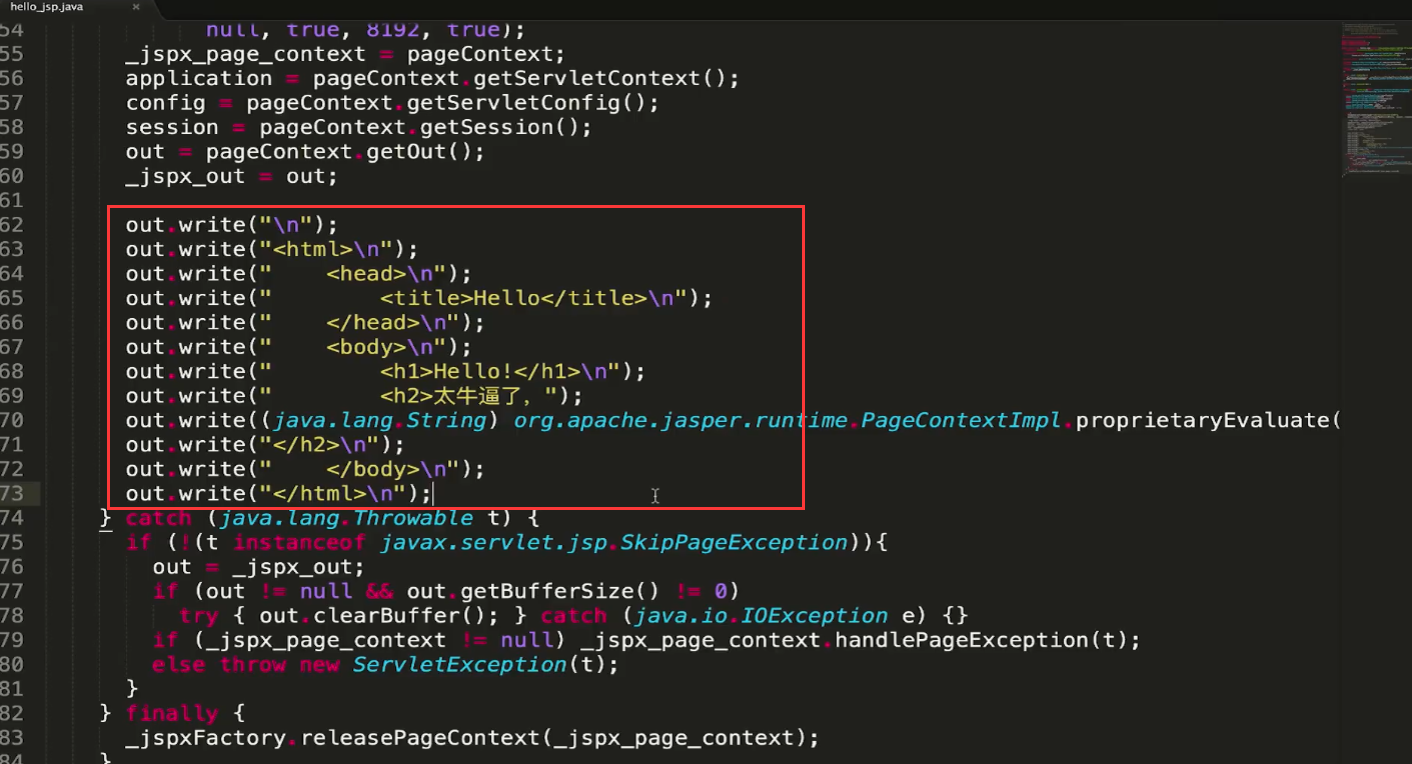 hello_jsp.java ×
54 null, true, 8192, true);
55 _jspx_page_context = pageContext;
56 application = pageContext.getServletContext();
57 config = pageContext.getServletConfig();
58 session = pageContext.getSession();
59 out = pageContext.getOut();
60 _jspx_out = out;
61
62 out.write("\n");
63 out.write("<html>\n");
64 out.write("    <head>\n");
65 out.write("        <title>Hello</title>\n");
66 out.write("    </head>\n");
67 out.write("    <body>\n");
68 out.write("        <h1>Hello!</h1>\n");
69 out.write("        <h2>太牛逼了，");
70 out.write((java.lang.String) org.apache.jasper.runtime.PageContextImpl.proprietaryEvaluate(
71 out.write("</h2>\n");
72 out.write("    </body>\n");
73 out.write("</html>\n");
74 } catch (java.lang.Throwable t) {
75 if (!(t instanceof javax.servlet.jsp.SkipPageException)){
76 out = _jspx_out;
77 if (out != null && out.getBufferSize() != 0)
78 try { out.clearBuffer(); } catch (java.io.IOException e) {}
79 if (_jspx_page_context != null) _jspx_page_context.handlePageException(t);
80 else throw new ServletException(t);
81 }
82 } finally {
83 _jspxFactory.releasePageContext(_jspx_page_context);
84 }